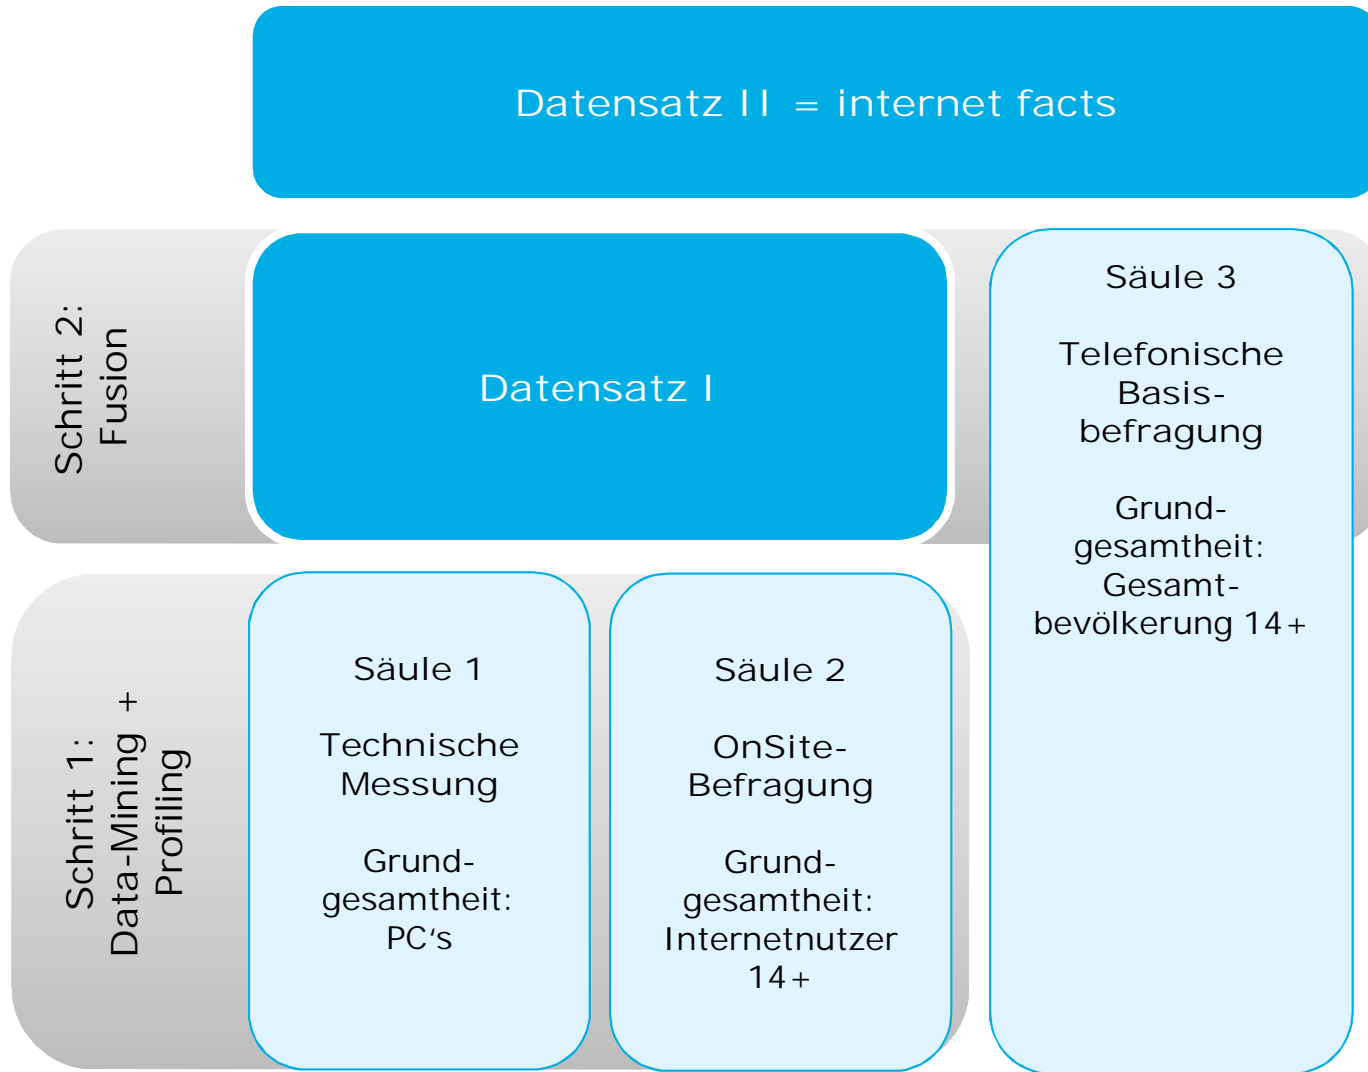 Datensatz II = internet facts
Schritt 2:
Fusion
Datensatz I
Säule 3
Telefonische
Basis-
befragung
Grund-
gesamtheit:
Gesamt-
bevölkerung 14+
Schritt 1:
Data-Mining +
Profiling
Säule 1
Technische
Messung
Grund-
gesamtheit:
PC‘s
Säule 2
OnSite-
Befragung
Grund-
gesamtheit:
Internetnutzer
14+